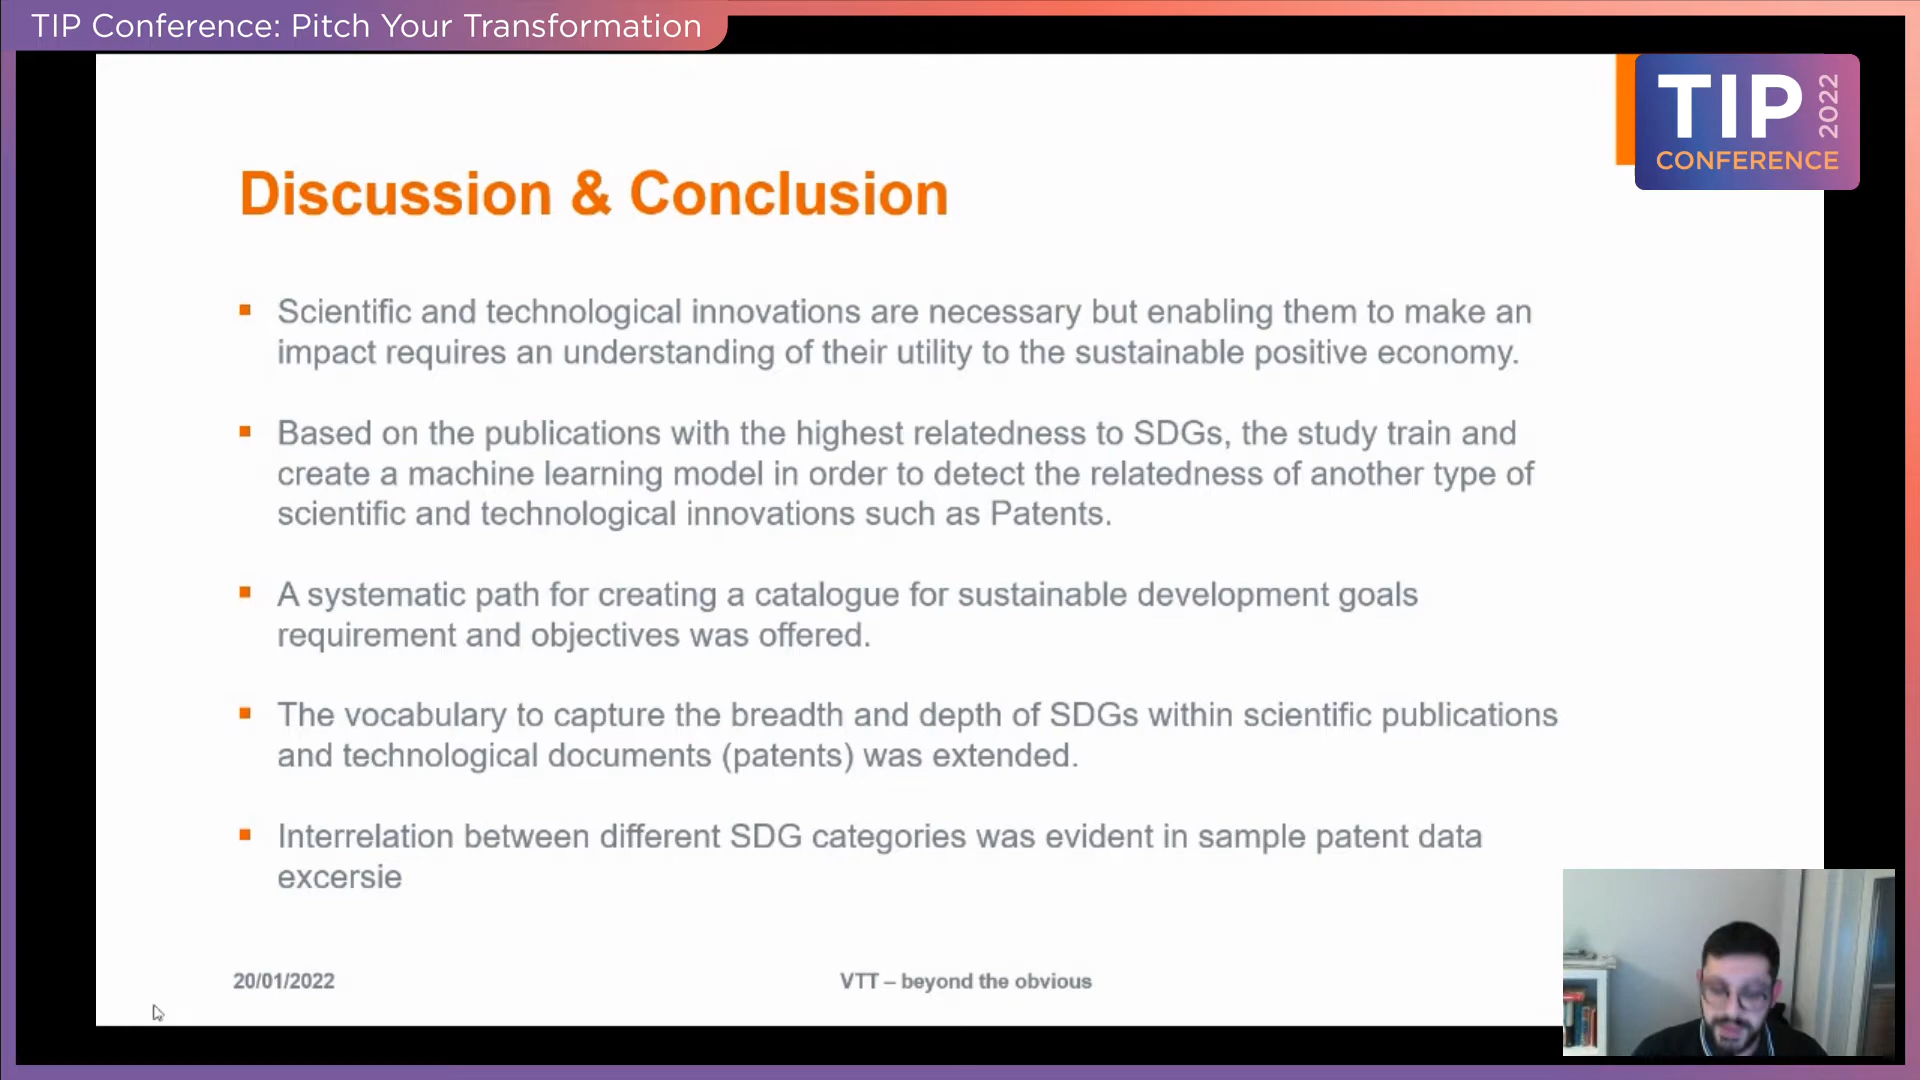 TIP Conference: Pitch Your Transformation
TIP 2022
CONFERENCE
Discussion & Conclusion
Scientific and technological innovations are necessary but enabling them to make an
impact requires an understanding of their utility to the sustainable positive economy.
Based on the publications with the highest relatedness to SDGs, the study train and
create a machine learning model in order to detect the relatedness of another type of
scientific and technological innovations such as Patents.
A systematic path for creating a catalogue for sustainable development goals
requirement and objectives was offered.
The vocabulary to capture the breadth and depth of SDGs within scientific publications
and technological documents (patents) was extended.
Interrelation between different SDG categories was evident in sample patent data
excersie
20/01/2022
VTT – beyond the obvious